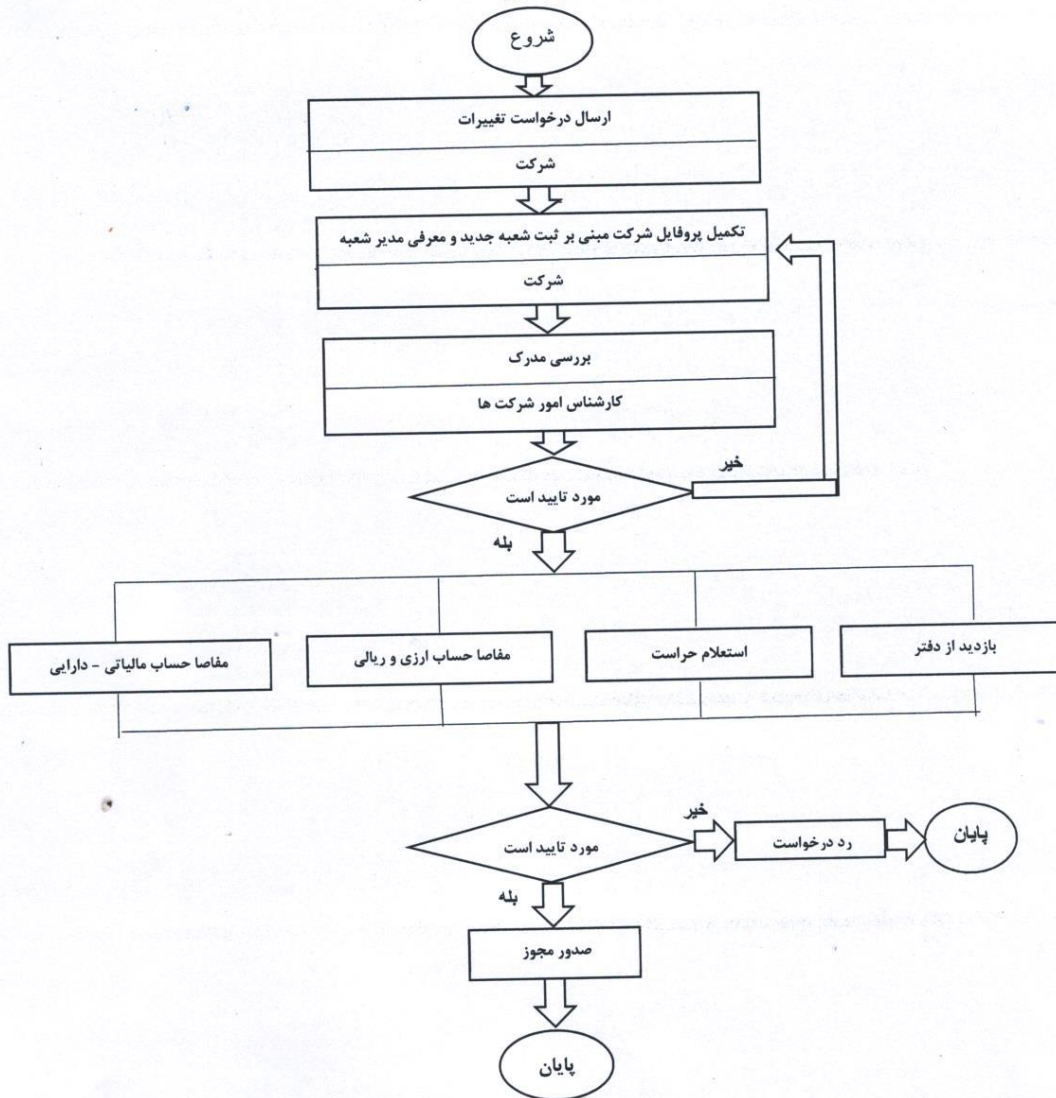 شروع
ارسال درخواست تغییرات
شرکت
تکمیل پروفایل شرکت مبنی بر ثبت شعبه جدید و معرفی مدیر شعبه
شرکت
بررسی مدرک
کارشناس امور شرکت ها
مورد تایید است
خیر
بله
بازدید از دفتر
استعلام حراست
مفاصا حساب ارزی و ریالی
مفاصا حساب مالیاتی - دارایی
مورد تایید است
خیر
رد درخواست
پایان
بله
صدور مجوز
پایان